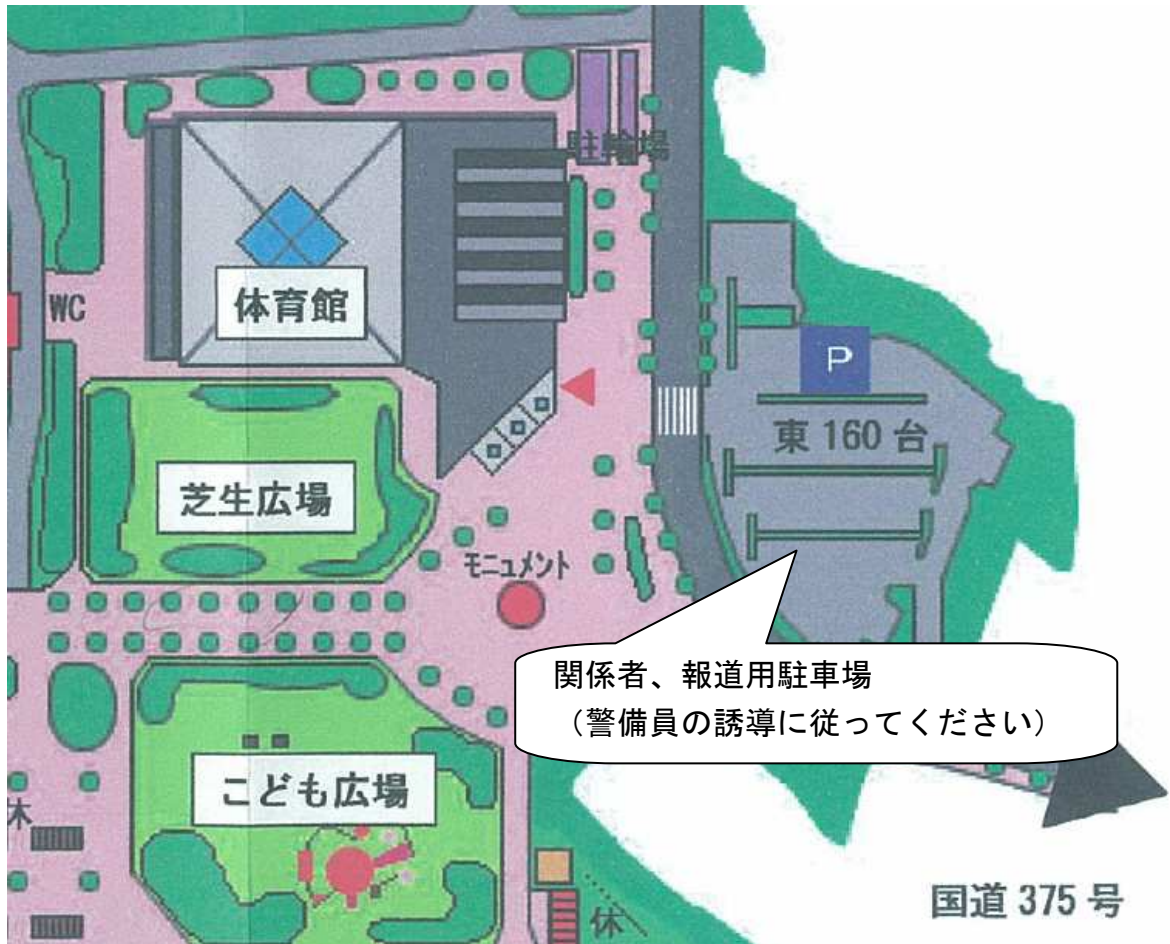 駐輪場
WC
体育館
P
東 160 台
芝生広場
モニュメント
関係者、報道用駐車場
（警備員の誘導に従ってください）
こども広場
休
休
国道 375 号